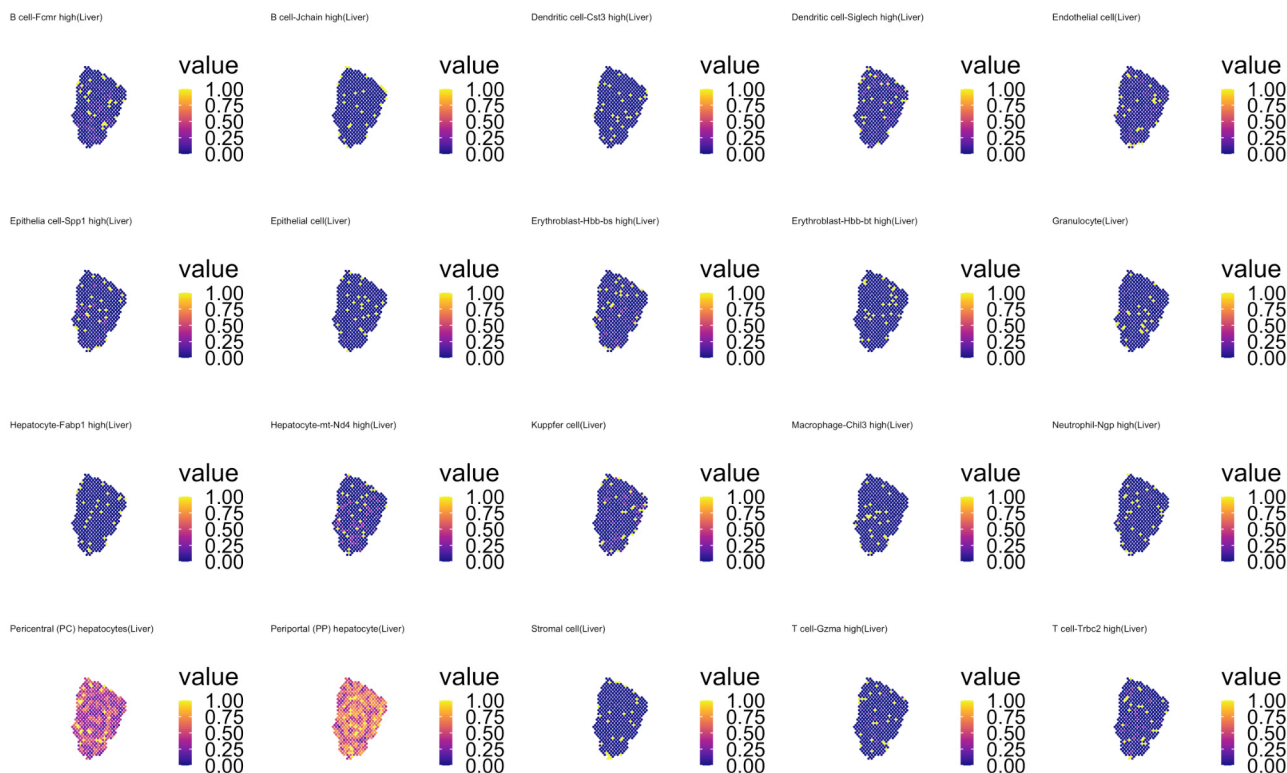 B cell-Fcmr high(Liver)
B cell-Jchain high(Liver)
Dendritic cell-Cst3 high(Liver)
Dendritic cell-Siglech high(Liver)
Endothelial cell(Liver)
value
1.00
0.75
0.50
0.25
0.00
value
1.00
0.75
0.50
0.25
0.00
value
1.00
0.75
0.50
0.25
0.00
value
1.00
0.75
0.50
0.25
0.00
value
1.00
0.75
0.50
0.25
0.00
Epithelia cell-Spp1 high(Liver)
Epithelial cell(Liver)
Erythroblast-Hbb-bs high(Liver)
Erythroblast-Hbb-bt high(Liver)
Granulocyte(Liver)
value
1.00
0.75
0.50
0.25
0.00
value
1.00
0.75
0.50
0.25
0.00
value
1.00
0.75
0.50
0.25
0.00
value
1.00
0.75
0.50
0.25
0.00
value
1.00
0.75
0.50
0.25
0.00
Hepatocyte-Fabp1 high(Liver)
Hepatocyte-mt-Nd4 high(Liver)
Kuppfer cell(Liver)
Macrophage-Chil3 high(Liver)
Neutrophil-Ngp high(Liver)
value
1.00
0.75
0.50
0.25
0.00
value
1.00
0.75
0.50
0.25
0.00
value
1.00
0.75
0.50
0.25
0.00
value
1.00
0.75
0.50
0.25
0.00
value
1.00
0.75
0.50
0.25
0.00
Pericentral (PC) hepatocytes(Liver)
Periportal (PP) hepatocyte(Liver)
Stromal cell(Liver)
T cell-Gzma high(Liver)
T cell-Trbc2 high(Liver)
value
1.00
0.75
0.50
0.25
0.00
value
1.00
0.75
0.50
0.25
0.00
value
1.00
0.75
0.50
0.25
0.00
value
1.00
0.75
0.50
0.25
0.00
value
1.00
0.75
0.50
0.25
0.00